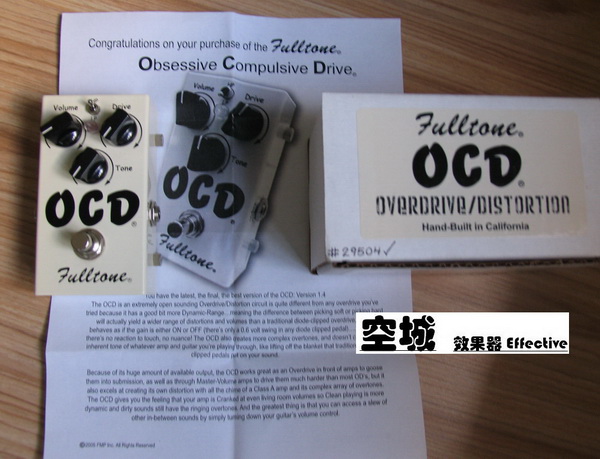 Congratulations on your purchase of the Fulltone®
Obsessive Compulsive Drive®
Volume
Drive
Tone
OCD®
Fulltone®
Volume
Drive
Tone
OCD
Fulltone®
Fulltone®
OCD®
OVERDRIVE/DISTORTION
Hand-Built in California
#29504✓
You have the latest, the final, the best version of the OCD: Version 1.4
The OCD is an extremely open sounding Overdrive/Distortion circuit is quite different from any overdrive you've
tried because it has a good bit more Dynamic-Range... meaning the difference between picking soft or picking hard
will actually yield a wider range of distortions and volumes than a traditional diode-clipped overdrive
behaves as if the gain is either ON or OFF (there's only a 0.6 volt swing in any diode clipped pedal)
there's no reaction to touch, no nuance! The OCD also creates more complex overtones, and doesn't
inherent tone of whatever amp and guitar you're playing through, like lifting off the blanket that traditional
clipped pedals put on your sound.
Because of its huge amount of available output, the OCD works great as an Overdrive in front of amps to goose
them into submission, as well as through Master-Volume amps to drive them much harder than most OD's, but it
also excels at creating its own distortion with all the chime of a Class A amp and its complex array of overtones.
The OCD gives you the feeling that your amp is Cranked at even living room volumes so Clean playing is more
dynamic and dirty sounds still have the ringing overtones. And the greatest thing is that you can access a slew of
other in-between sounds by simply turning down your guitar's volume control.
FMP Inc. All Rights Reserved
空城 效果器 Effective